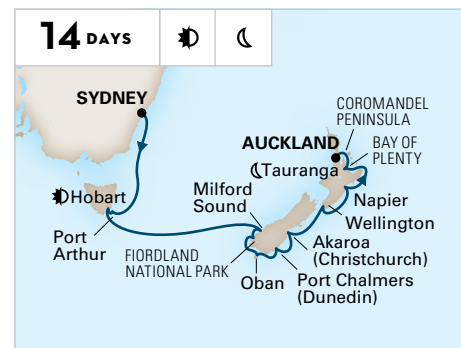 14 DAYS
SYDNEY
COROMANDEL
PENINSULA
AUCKLAND
BAY OF
PLENTY
Tauranga
Hobart
Milford
Sound
Napier
Wellington
Port
Arthur
FIORDLAND
NATIONAL PARK
Akaroa
(Christchurch)
Oban
Port Chalmers
(Dunedin)